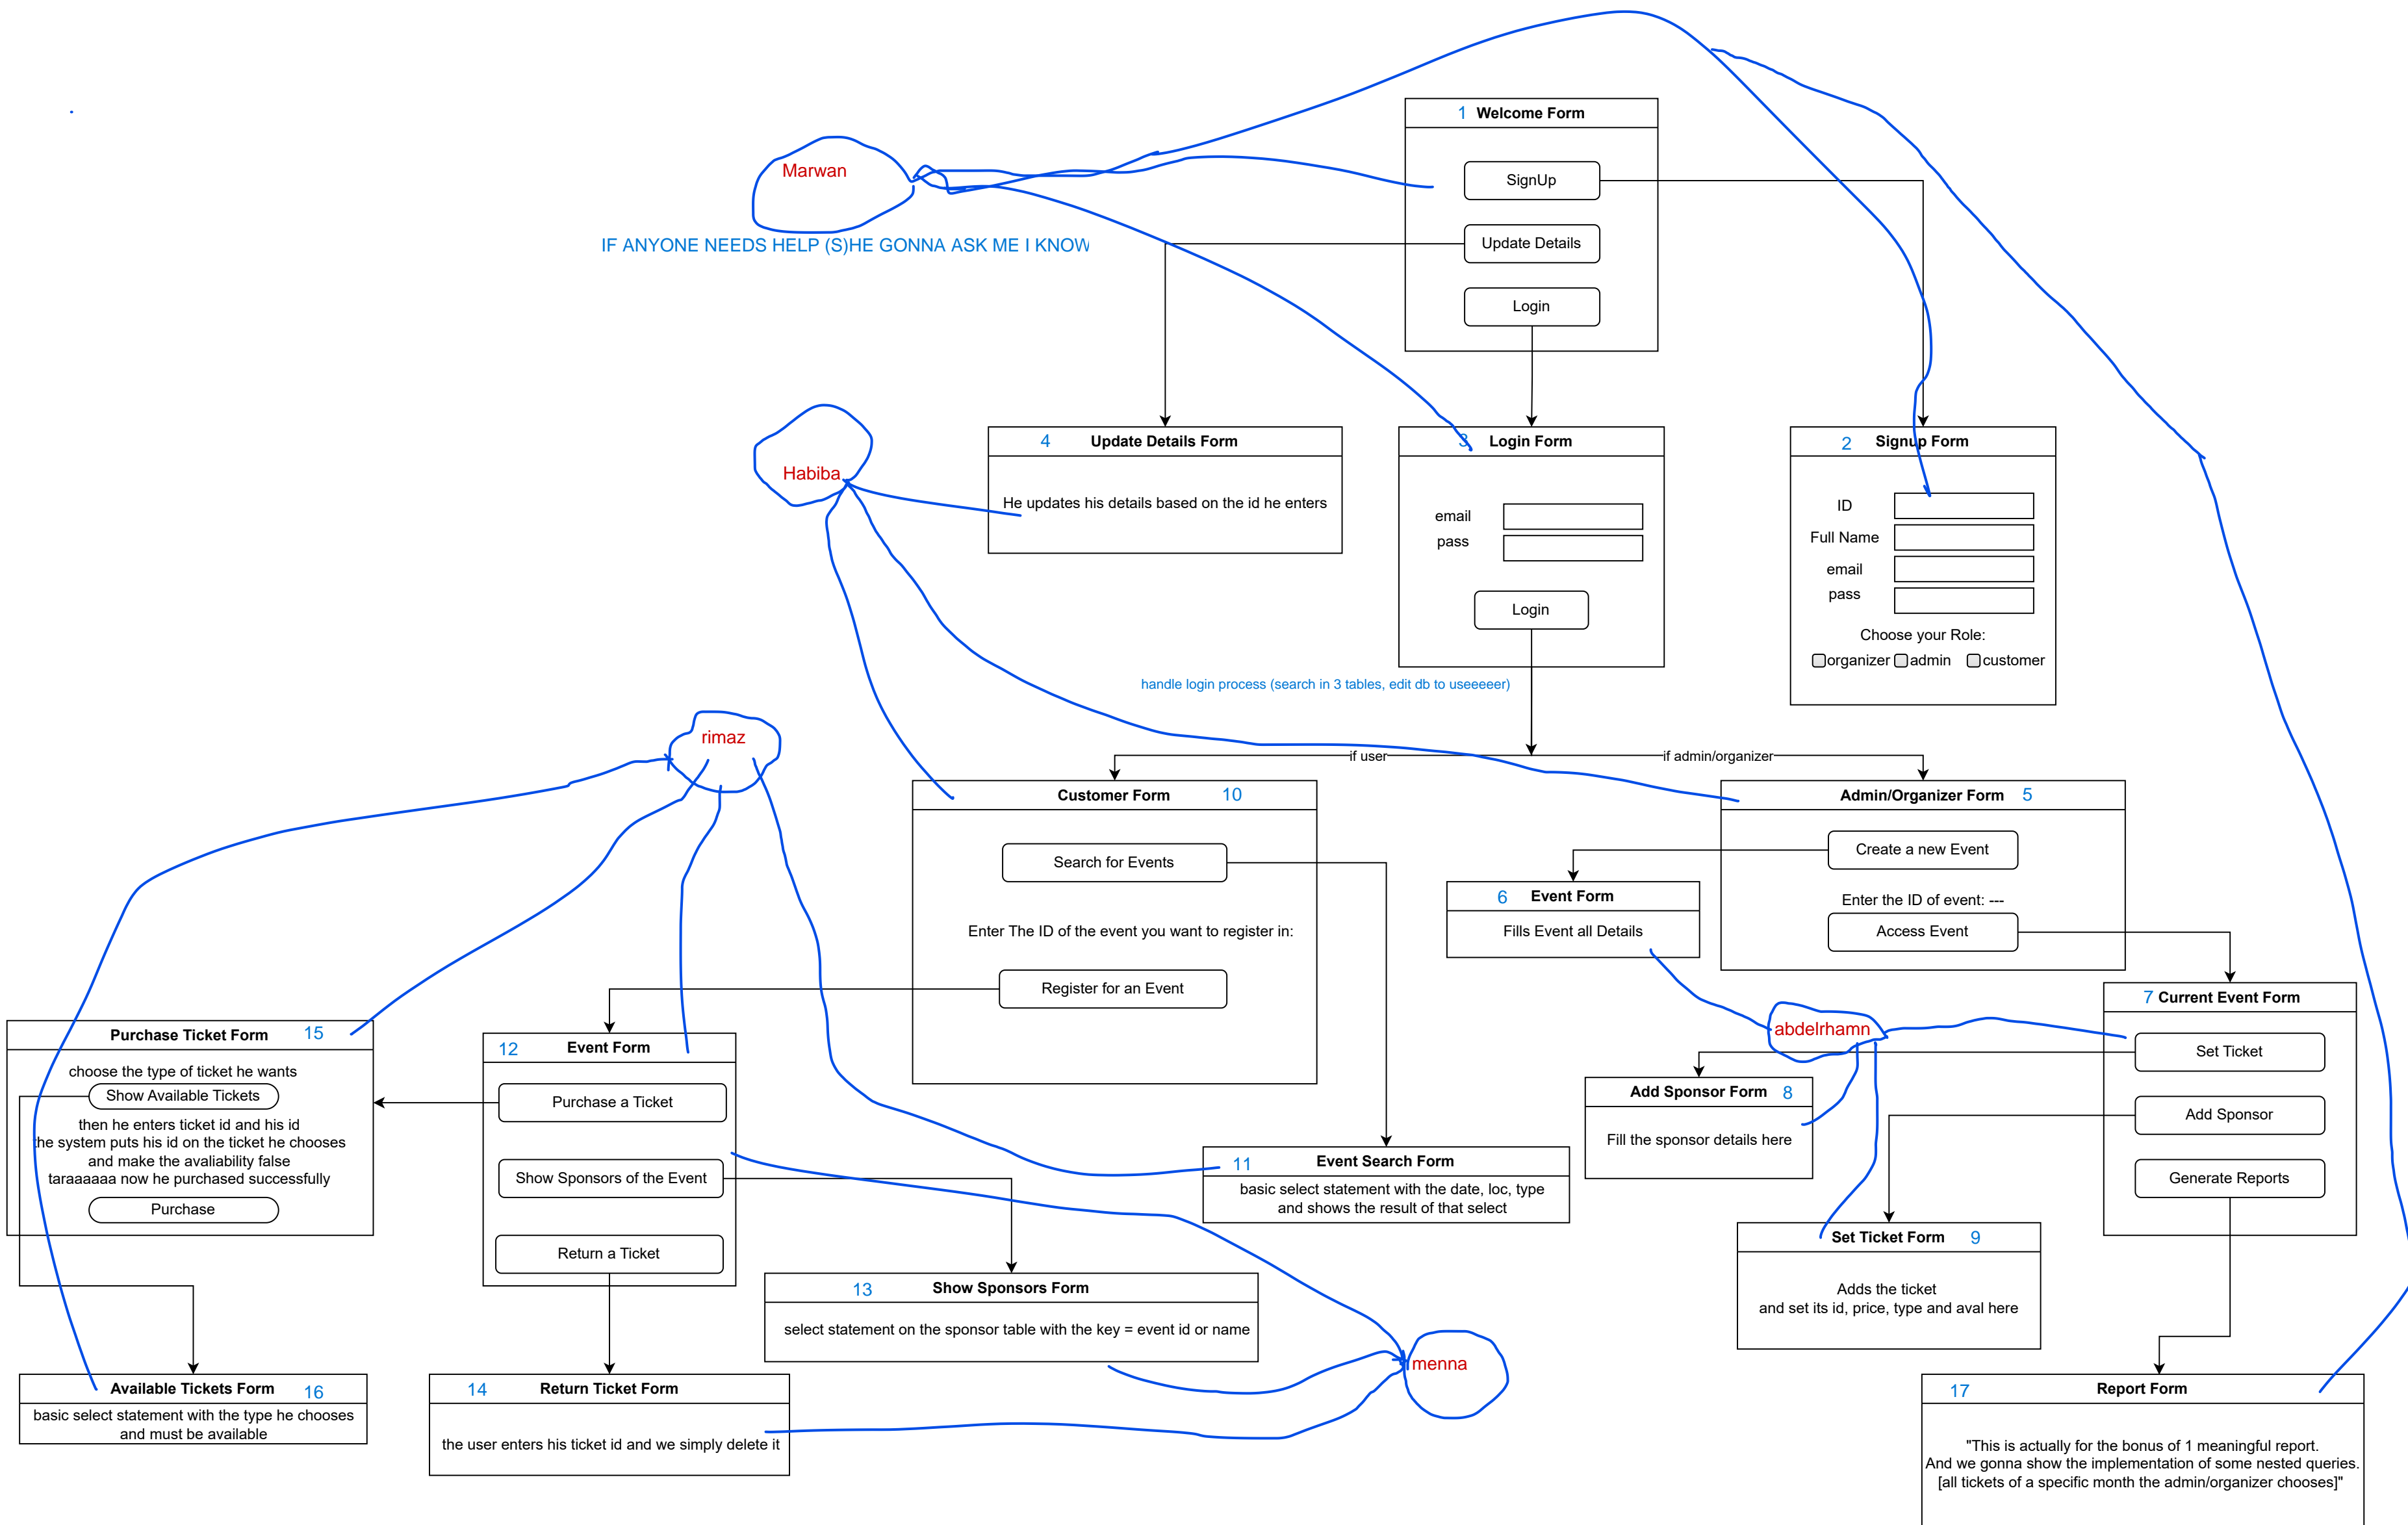 1 Welcome Form
SignUp
Update Details
Login
Marwan
IF ANYONE NEEDS HELP (S)HE GONNA ASK ME I KNOW
4 Update Details Form
He updates his details based on the id he enters
3 Login Form
email
pass
Login
2 Signup Form
ID
Full Name
email
pass
Choose your Role:
organizer admin customer
Habiba
handle login process (search in 3 tables, edit db to useeeeer)
if user
if admin/organizer
rimaz
Customer Form 10
Search for Events
Enter The ID of the event you want to register in:
Register for an Event
Admin/Organizer Form 5
Create a new Event
Enter the ID of event: ---
Access Event
6 Event Form
Fills Event all Details
7 Current Event Form
Set Ticket
Add Sponsor
Generate Reports
abdelrhamn
Add Sponsor Form 8
Fill the sponsor details here
Set Ticket Form 9
Adds the ticket
and set its id, price, type and aval here
Purchase Ticket Form 15
choose the type of ticket he wants
Show Available Tickets
then he enters ticket id and his id
the system puts his id on the ticket he chooses
and make the avaliability false
taraaaaaa now he purchased successfully
Purchase
12 Event Form
Purchase a Ticket
Show Sponsors of the Event
Return a Ticket
11 Event Search Form
basic select statement with the date, loc, type
and shows the result of that select
13 Show Sponsors Form
select statement on the sponsor table with the key = event id or name
menna
Available Tickets Form 16
basic select statement with the type he chooses
and must be available
14 Return Ticket Form
the user enters his ticket id and we simply delete it
17 Report Form
"This is actually for the bonus of 1 meaningful report.
And we gonna show the implementation of some nested queries.
[all tickets of a specific month the admin/organizer chooses]"